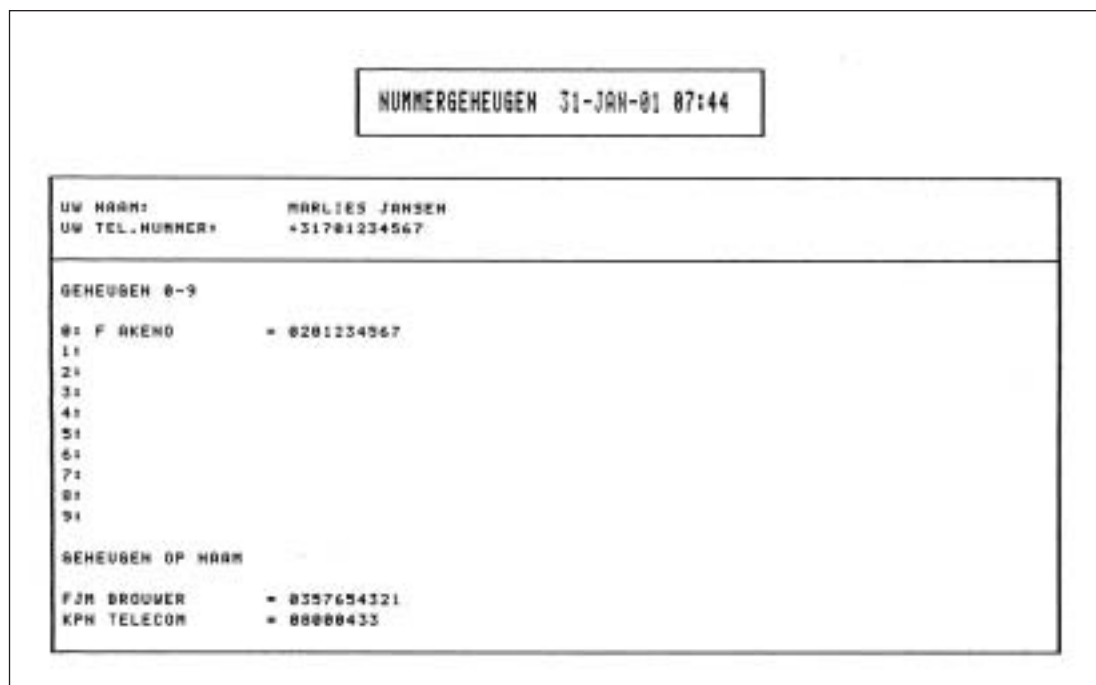 NUMMERGEHEUGEN 31-JAN-01 07:44
UW NAAM: MARLIES JANSEN
UW TEL.NUMMER: +31701234567
GEHEUGEN 0-9
0: F AKEND = 0201234567
1:
2:
3:
4:
5:
6:
7:
8:
9:
GEHEUGEN OP NAAM
FJM BROUWER = 0357654321
KPN TELECOM = 08000433